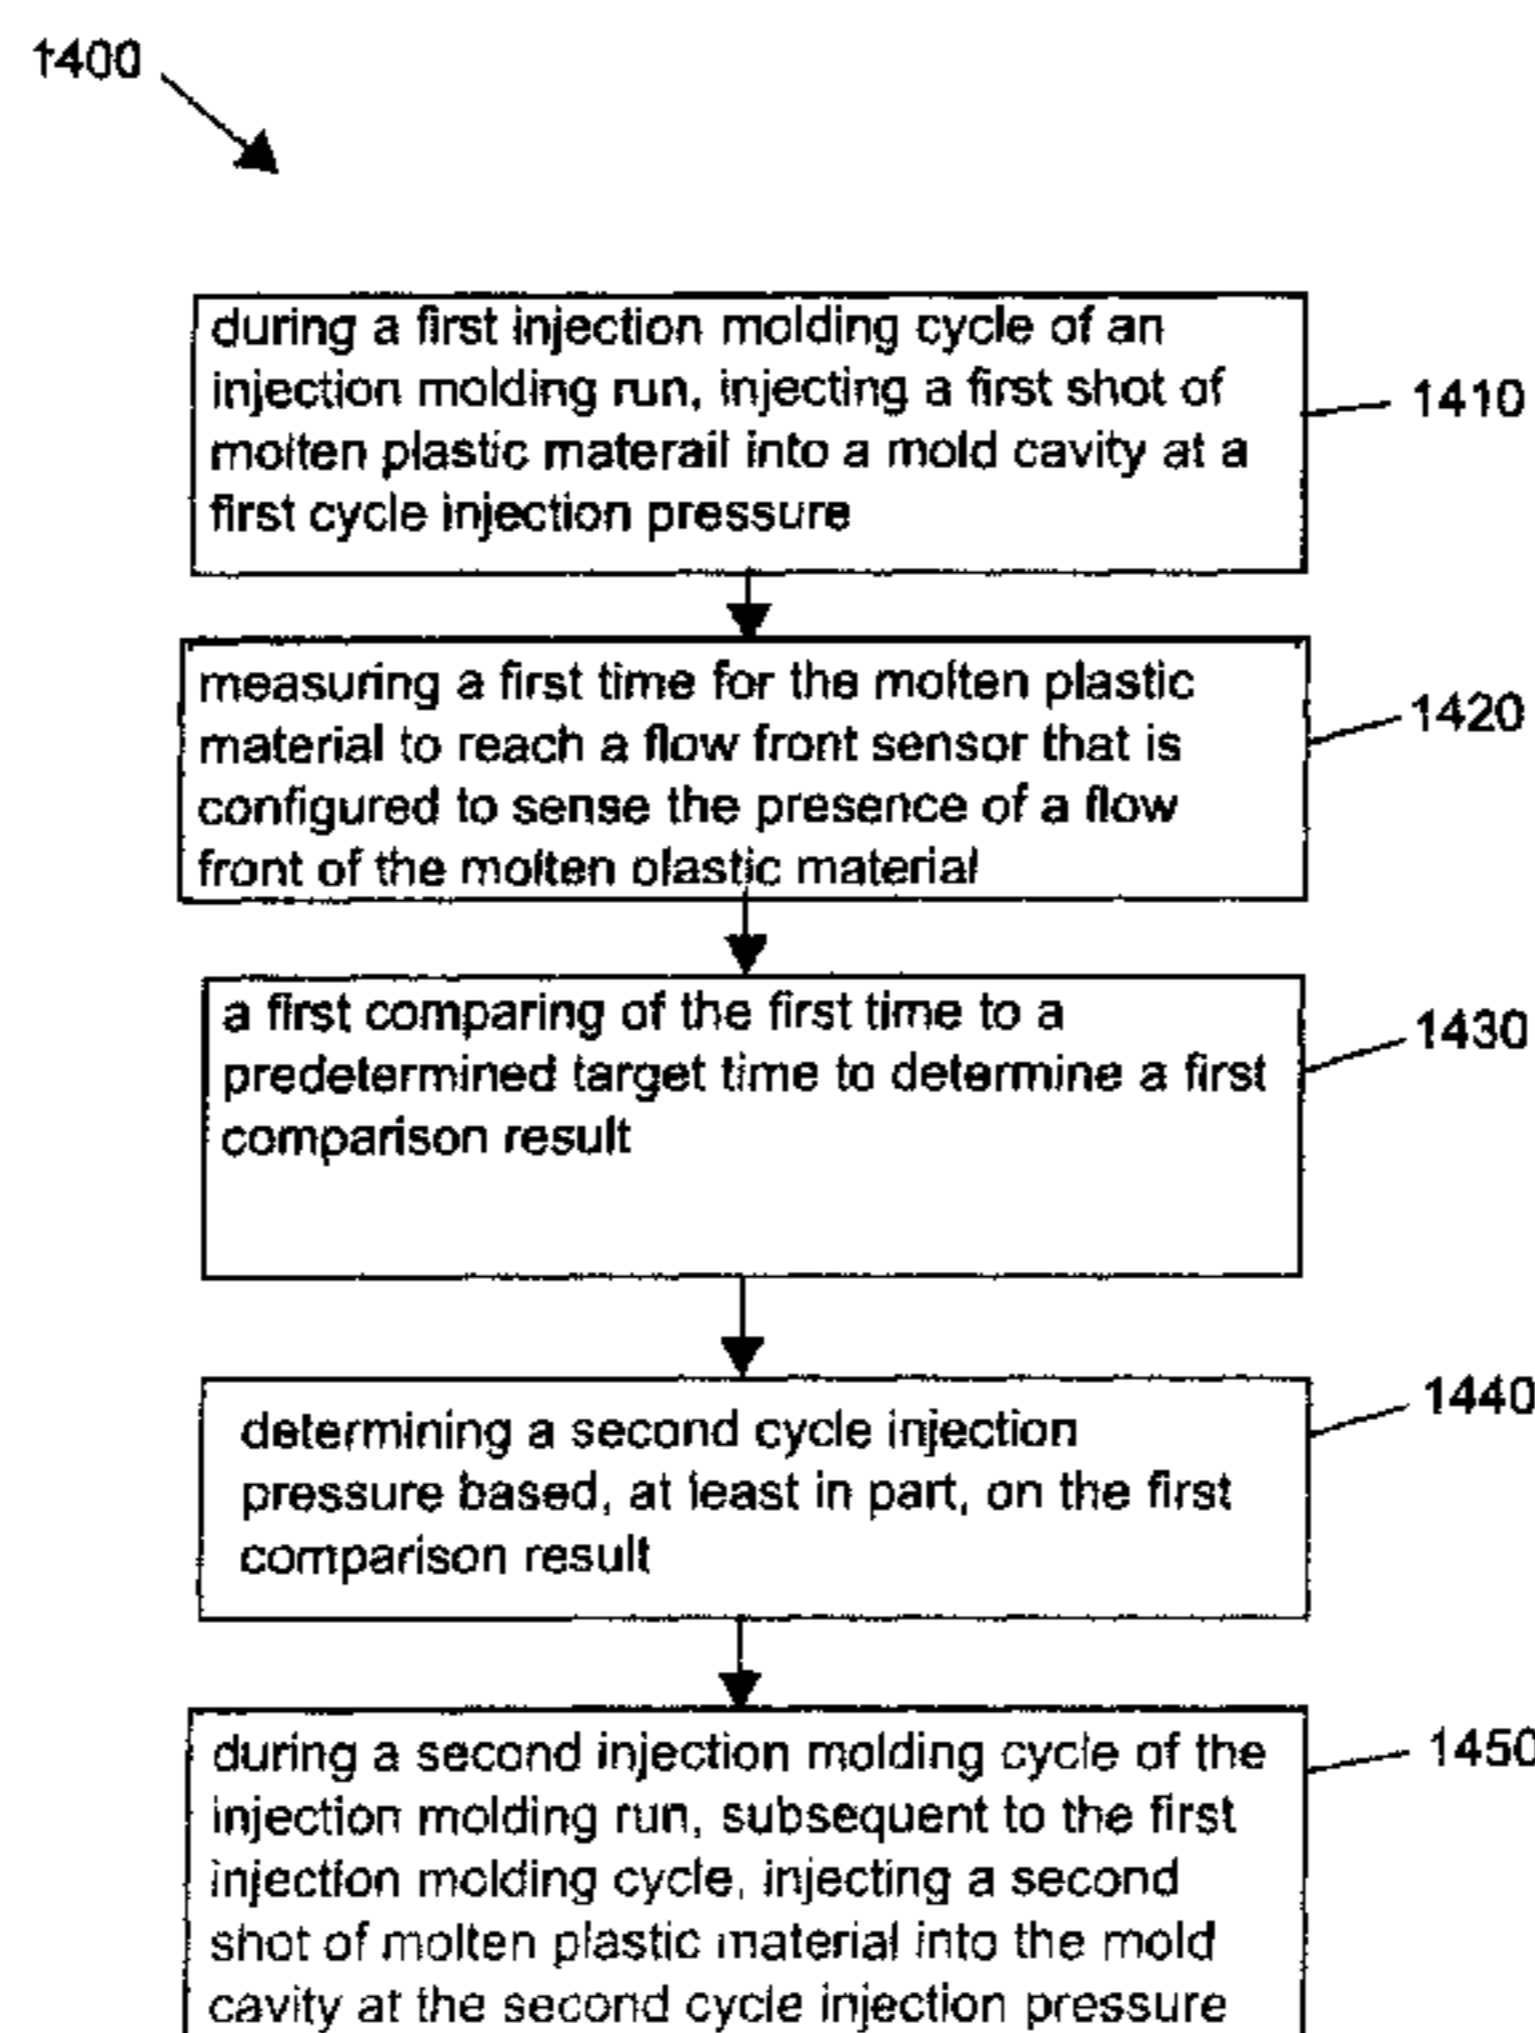 1400
during a first injection molding cycle of an
injection molding run, injecting a first shot of
molten plastic materail into a mold cavity at a
first cycle injection pressure
1410
measuring a first time for the molten plastic
material to reach a flow front sensor that is
configured to sense the presence of a flow
front of the molten plastic material
1420
a first comparing of the first time to a
predetermined target time to determine a first
comparison result
1430
determining a second cycle injection
pressure based, at least in part, on the first
comparison result
1440
during a second injection molding cycle of the
injection molding run, subsequent to the first
injection molding cycle, injecting a second
shot of molten plastic material into the mold
cavity at the second cycle injection pressure
1450